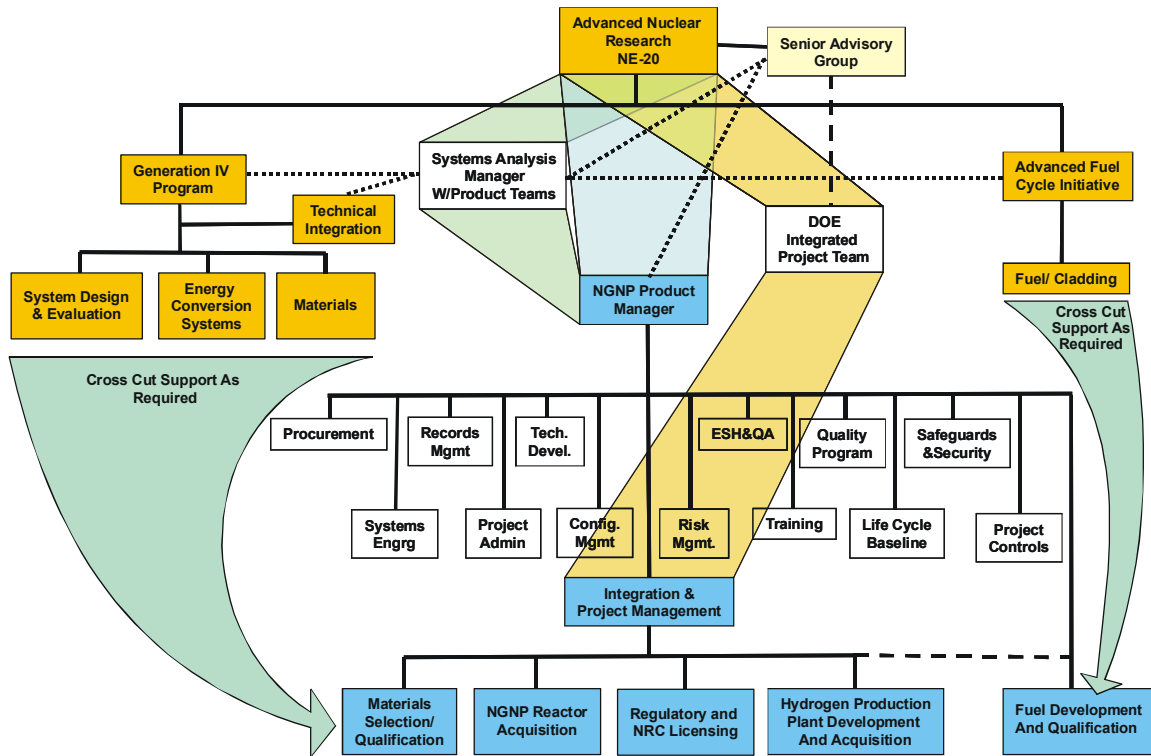 Advanced Nuclear
Research
NE-20
Senior Advisory
Group
Generation IV
Program
Systems Analysis
Manager
W/Product Teams
Advanced Fuel
Cycle Initiative
Technical
Integration
DOE
Integrated
Project Team
System Design
& Evaluation
Energy
Conversion
Systems
Materials
NGNP Product
Manager
Fuel/ Cladding
Cross Cut
Support As
Required
Cross Cut Support As
Required
Procurement
Records
Mgmt
Tech.
Devel.
ESH&QA
Quality
Program
Safeguards
&Security
Systems
Engrg
Project
Admin
Config.
Mgmt
Risk
Mgmt.
Training
Life Cycle
Baseline
Project
Controls
Integration &
Project Management
Materials
Selection/
Qualification
NGNP Reactor
Acquisition
Regulatory and
NRC Licensing
Hydrogen Production
Plant Development
And Acquisition
Fuel Development
And Qualification